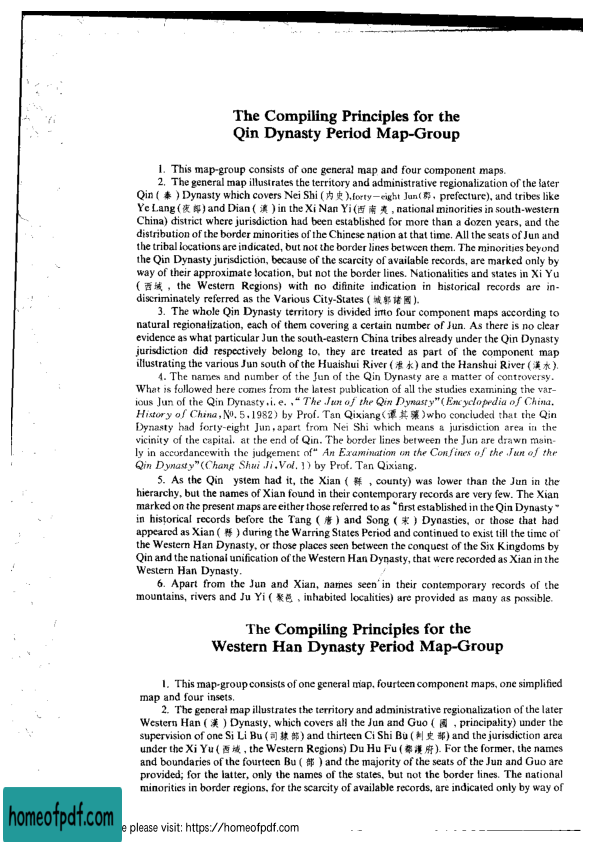 The Compiling Principles for the
Qin Dynasty Period Map-Group
1. This map-group consists of one general map and four component maps.
2. The general map illustrates the territory and administrative regionalization of the later
Qin ( 秦 ) Dynasty which covers Nei Shi (内史),forty-eight Jun(郡, prefecture), and tribes like
Ye Lang(夜郎) and Dian ( 滇 ) in the Xi Nan Yi(西南夷, national minorities in south-western
China) district where jurisdiction had been established for more than a dozen years, and the
distribution of the border minorities of the Chinese nation at that time. All the seats of Jun and
the tribal locations are indicated, but not the border lines between them. The minorities beyond
the Qin Dynasty jurisdiction, because of the scarcity of available records, are marked only by
way of their approximate location, but not the border lines. Nationalities and states in Xi Yu
( 西域 , the Western Regions) with no difinite indication in historical records are in-
discriminately referred as the Various City-States ( 城郭諸國).
3. The whole Qin Dynasty territory is divided into four component maps according to
natural regionalization, each of them covering a certain number of Jun. As there is no clear
evidence as what particular Jun the south-eastern China tribes already under the Qin Dynasty
jurisdiction did respectively belong to, they are treated as part of the component map
illustrating the various Jun south of the Huaishui River ( 淮水) and the Hanshui River ( 漢水).
4. The names and number of the Jun of the Qin Dynasty are a matter of controversy.
What is followed here comes from the latest publication of all the studies examining the var-
ious Jun of the Qin Dynasty,i. e. ,“ The Jun of the Qin Dynasty”(Encyclopedia of China,
History of China, No. 5, 1982) by Prof. Tan Qixiang(譚其驤)who concluded that the Qin
Dynasty had forty-eight Jun,apart from Nei Shi which means a jurisdiction area in the
vicinity of the capital, at the end of Qin. The border lines between the Jun are drawn main-
ly in accordancewith the judgement of“ An Examination on the Confines of the Jun of the
Qin Dynasty”(Chang Shui Ji,Vol. 1) by Prof. Tan Qixiang.
5. As the Qin ystem had it, the Xian ( 縣 , county) was lower than the Jun in the
hierarchy, but the names of Xian found in their contemporary records are very few. The Xian
marked on the present maps are either those referred to as “first established in the Qin Dynasty”
in historical records before the Tang ( 唐 ) and Song ( 宋 ) Dynasties, or those that had
appeared as Xian ( 縣 ) during the Warring States Period and continued to exist till the time of
the Western Han Dynasty, or those places seen between the conquest of the Six Kingdoms by
Qin and the national unification of the Western Han Dynasty, that were recorded as Xian in the
Western Han Dynasty.
6. Apart from the Jun and Xian, names seen in their contemporary records of the
mountains, rivers and Ju Yi ( 聚邑 , inhabited localities) are provided as many as possible.
The Compiling Principles for the
Western Han Dynasty Period Map-Group
1. This map-group consists of one general map, fourteen component maps, one simplified
map and four insets.
2. The general map illustrates the territory and administrative regionalization of the later
Western Han ( 漢 ) Dynasty, which covers all the Jun and Guo ( 國 , principality) under the
supervision of one Si Li Bu (司隸部) and thirteen Ci Shi Bu (刺史部) and the jurisdiction area
under the Xi Yu ( 西域 , the Western Regions) Du Hu Fu (都護府). For the former, the names
and boundaries of the fourteen Bu ( 部 ) and the majority of the seats of the Jun and Guo are
provided; for the latter, only the names of the states, but not the border lines. The national
minorities in border regions, for the scarcity of available records, are indicated only by way of
homeofpdf.com
e please visit: https://homeofpdf.com